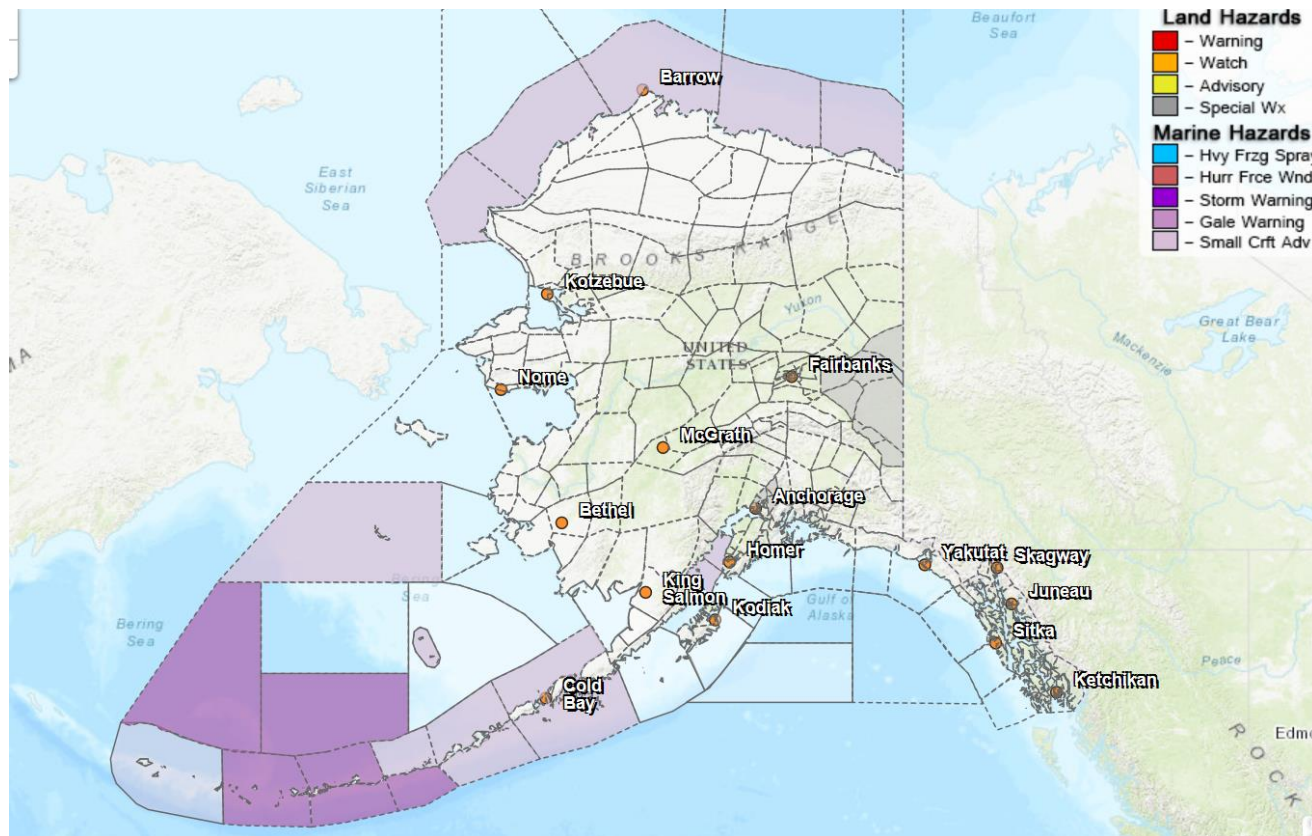 Beaufort
Sea
Land Hazards
– Warning
– Watch
– Advisory
– Special Wx
Marine Hazards
– Hvy Frzg Spray
– Hurr Frce Wnd
– Storm Warning
– Gale Warning
– Small Crft Adv
Barrow
East
Siberian
Sea
BROOKS RANGE
Kotzebue
Yukon
Great Bear
Lake
Mackenzie
MA
UNITED
STATES
Fairbanks
Nome
McGrath
Anchorage
Bethel
Homer
Yakutat
Skagway
King
Salmon
Kodiak
Gulf of
Alaska
Juneau
Bering
Sea
Bering
Sea
Sitka
Peace
Ketchikan
Cold
Bay
ROCK
Edm